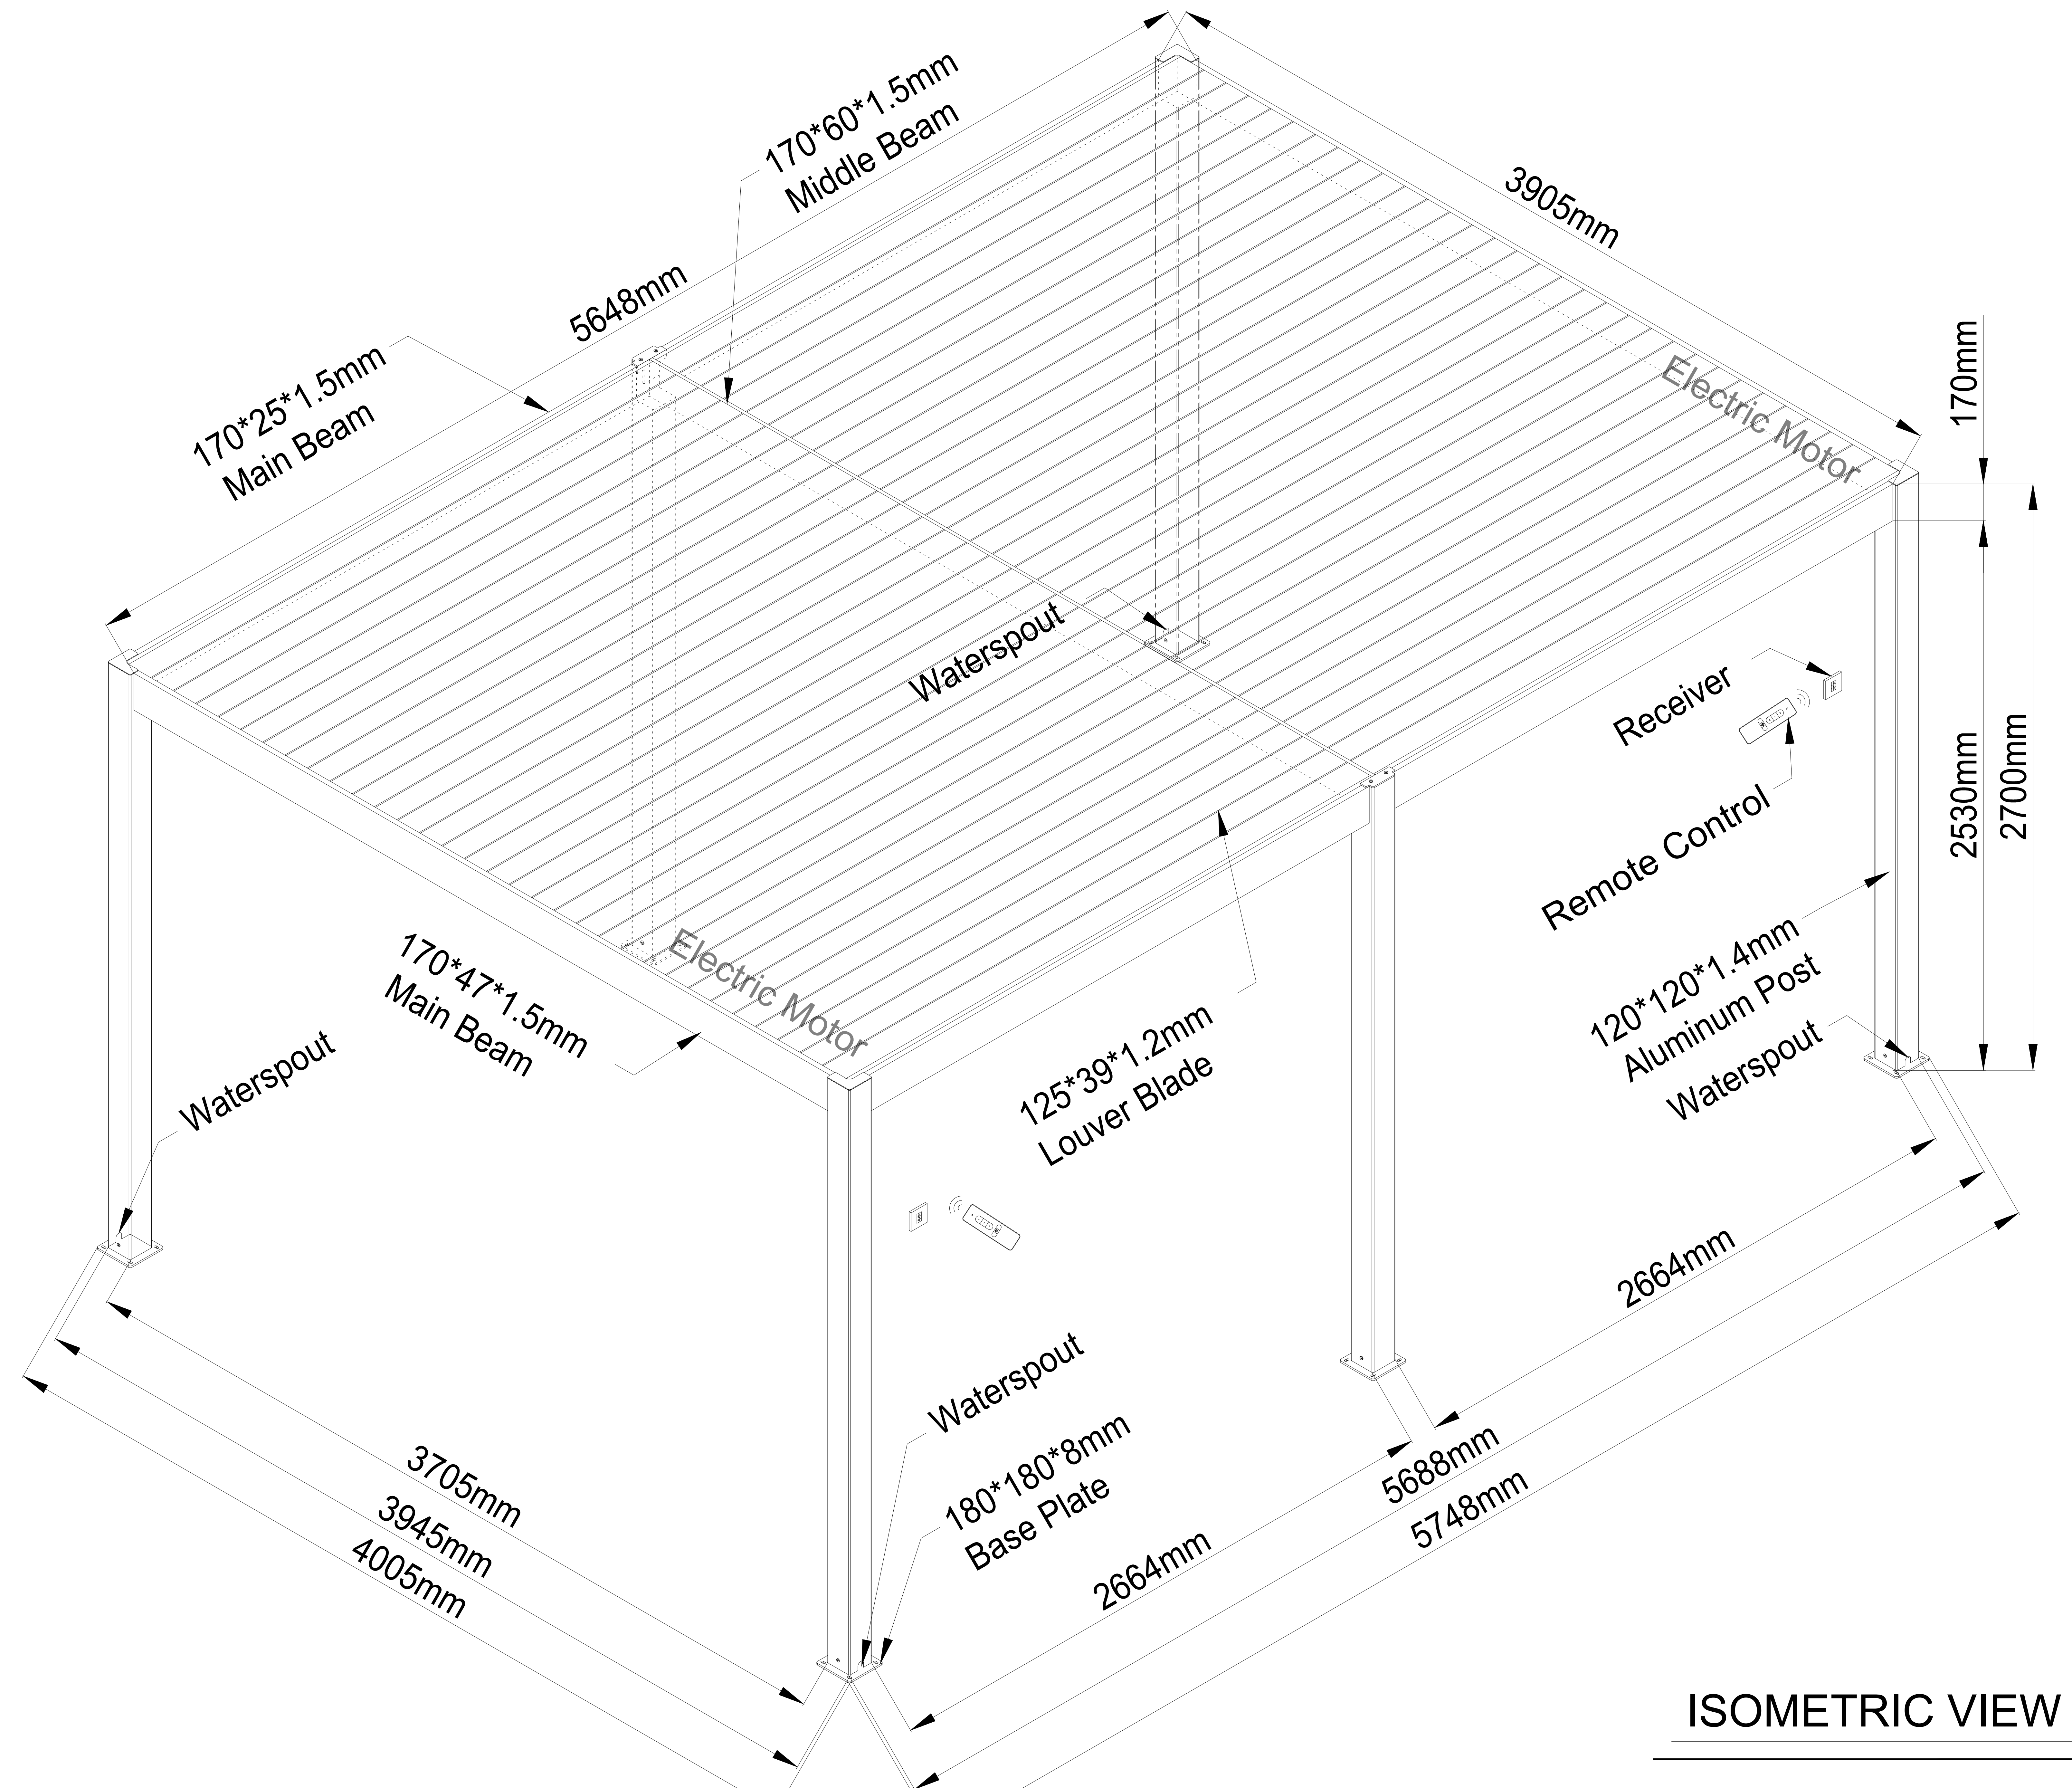 170*60*1.5mm
Middle Beam
3905mm
5648mm
170*25*1.5mm
Main Beam
170mm
Electric Motor
Waterspout
Receiver
Remote Control
2530mm
2700mm
120*120*1.4mm
Aluminum Post
Waterspout
Electric Motor
170*47*1.5mm
Main Beam
Waterspout
125*39*1.2mm
Louver Blade
2664mm
Waterspout
180*180*8mm
Base Plate
3705mm
3945mm
4005mm
5688mm
5748mm
2664mm
ISOMETRIC VIEW